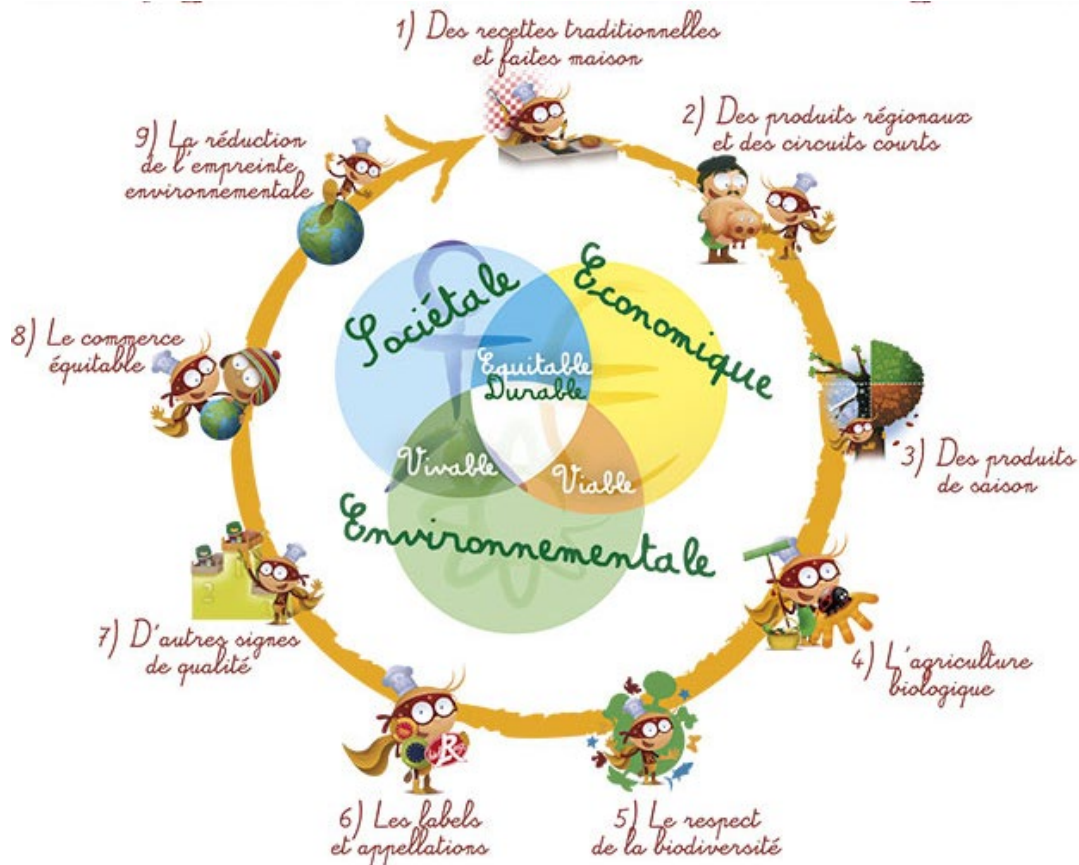 1) Des recettes traditionnelles
et faites maison
2) Des produits régionaux
et des circuits courts
3) Des produits
de saison
4) L'agriculture
biologique
5) Le respect
de la biodiversité
6) Les labels
et appellations
7) D'autres signes
de qualité
8) Le commerce
équitable
9) La réduction
de l'empreinte
environnementale
Sociétale
Economique
Equitable
Durable
Vivable
Viable
Environnementale